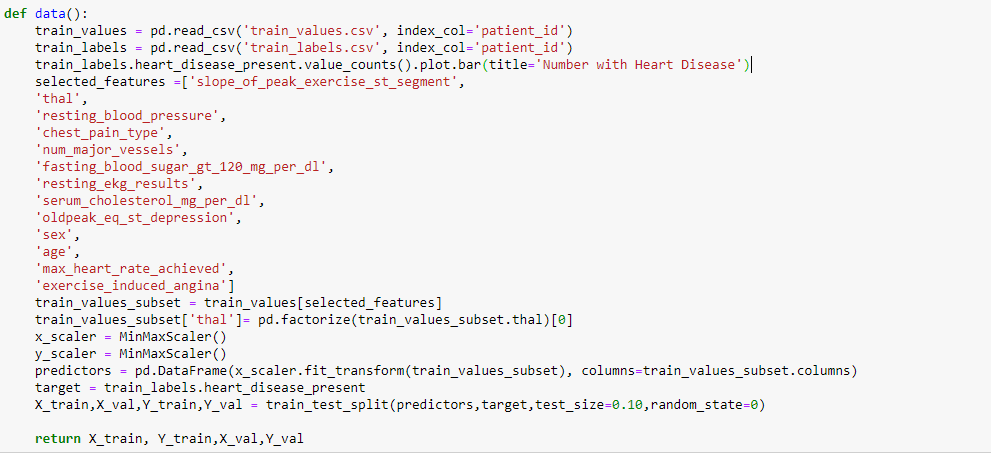 def data():
    train_values = pd.read_csv('train_values.csv', index_col='patient_id')
    train_labels = pd.read_csv('train_labels.csv', index_col='patient_id')
    train_labels.heart_disease_present.value_counts().plot.bar(title='Number with Heart Disease')
    selected_features =['slope_of_peak_exercise_st_segment',
    'thal',
    'resting_blood_pressure',
    'chest_pain_type',
    'num_major_vessels',
    'fasting_blood_sugar_gt_120_mg_per_dl',
    'resting_ekg_results',
    'serum_cholesterol_mg_per_dl',
    'oldpeak_eq_st_depression',
    'sex',
    'age',
    'max_heart_rate_achieved',
    'exercise_induced_angina']
    train_values_subset = train_values[selected_features]
    train_values_subset['thal']= pd.factorize(train_values_subset.thal)[0]
    x_scaler = MinMaxScaler()
    y_scaler = MinMaxScaler()
    predictors = pd.DataFrame(x_scaler.fit_transform(train_values_subset), columns=train_values_subset.columns)
    target = train_labels.heart_disease_present
    X_train,X_val,Y_train,Y_val = train_test_split(predictors,target,test_size=0.10,random_state=0)
    return X_train, Y_train,X_val,Y_val